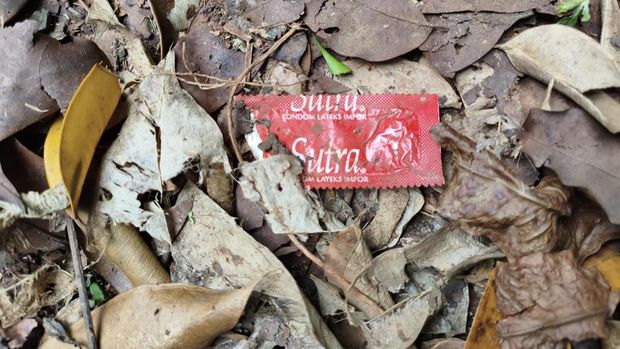 Sutra®
KONDOM LATEKS IMPOR
Sutra®
KONDOM LATEKS IMPOR